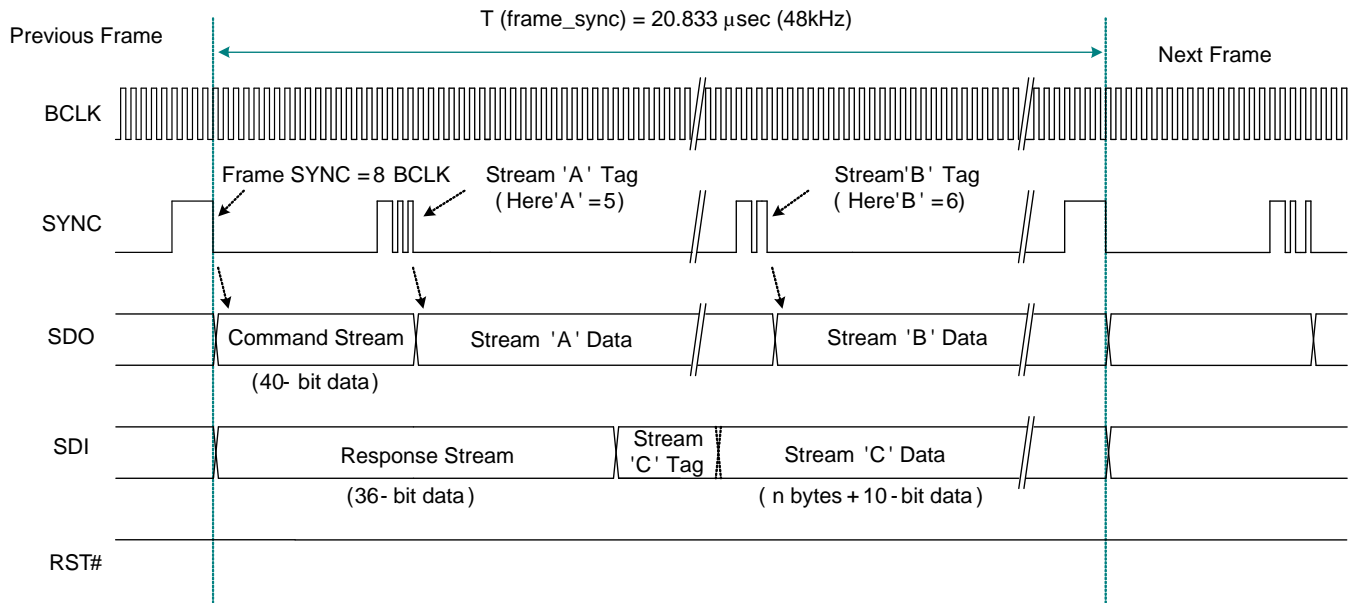 T (frame_sync) = 20.833 μsec (48kHz)
Previous Frame
Next Frame
BCLK
Frame SYNC = 8 BCLK
Stream 'A' Tag
(Here 'A' = 5)
Stream 'B' Tag
(Here 'B' = 6)
SYNC
SDO
Command Stream
Stream 'A' Data
Stream 'B' Data
(40-bit data)
SDI
Response Stream
Stream
'C' Tag
Stream 'C' Data
(36-bit data)
(n bytes + 10-bit data)
RST#